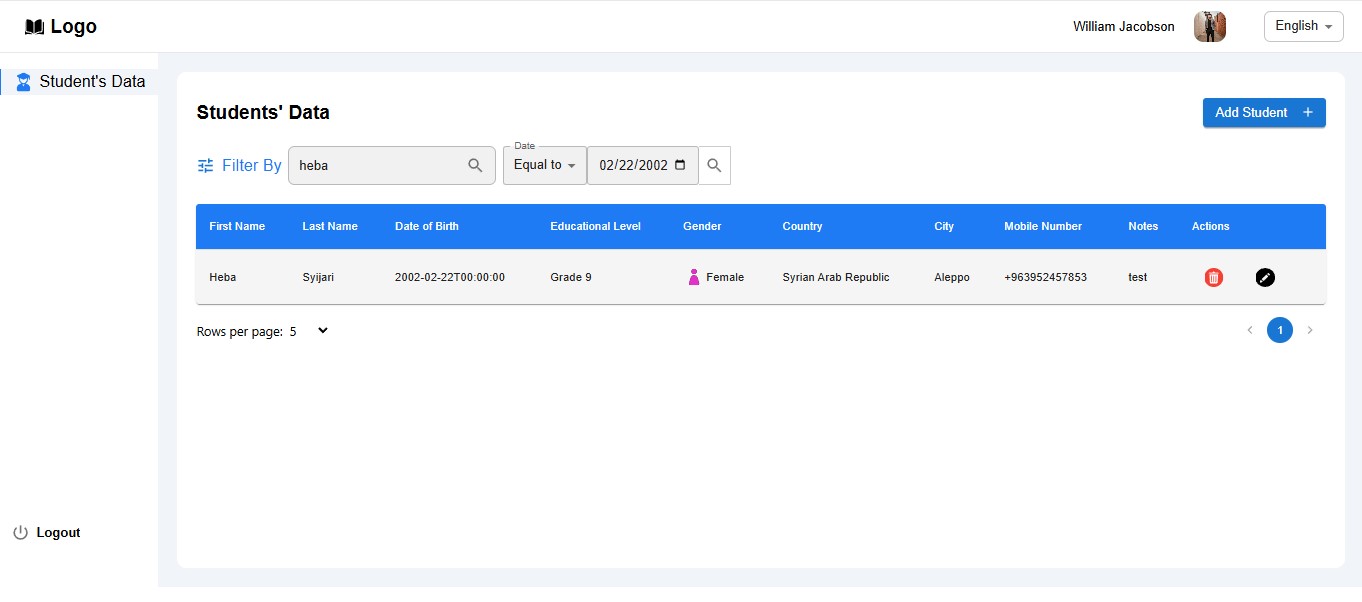 Logo
William Jacobson
English
Student's Data
Students' Data
Add Student +
Filter By
heba
Date
Equal to
02/22/2002
First Name Last Name Date of Birth Educational Level Gender Country City Mobile Number Notes Actions
Heba Syijari 2002-02-22T00:00:00 Grade 9 Female Syrian Arab Republic Aleppo +963952457853 test
Rows per page: 5
1
Logout